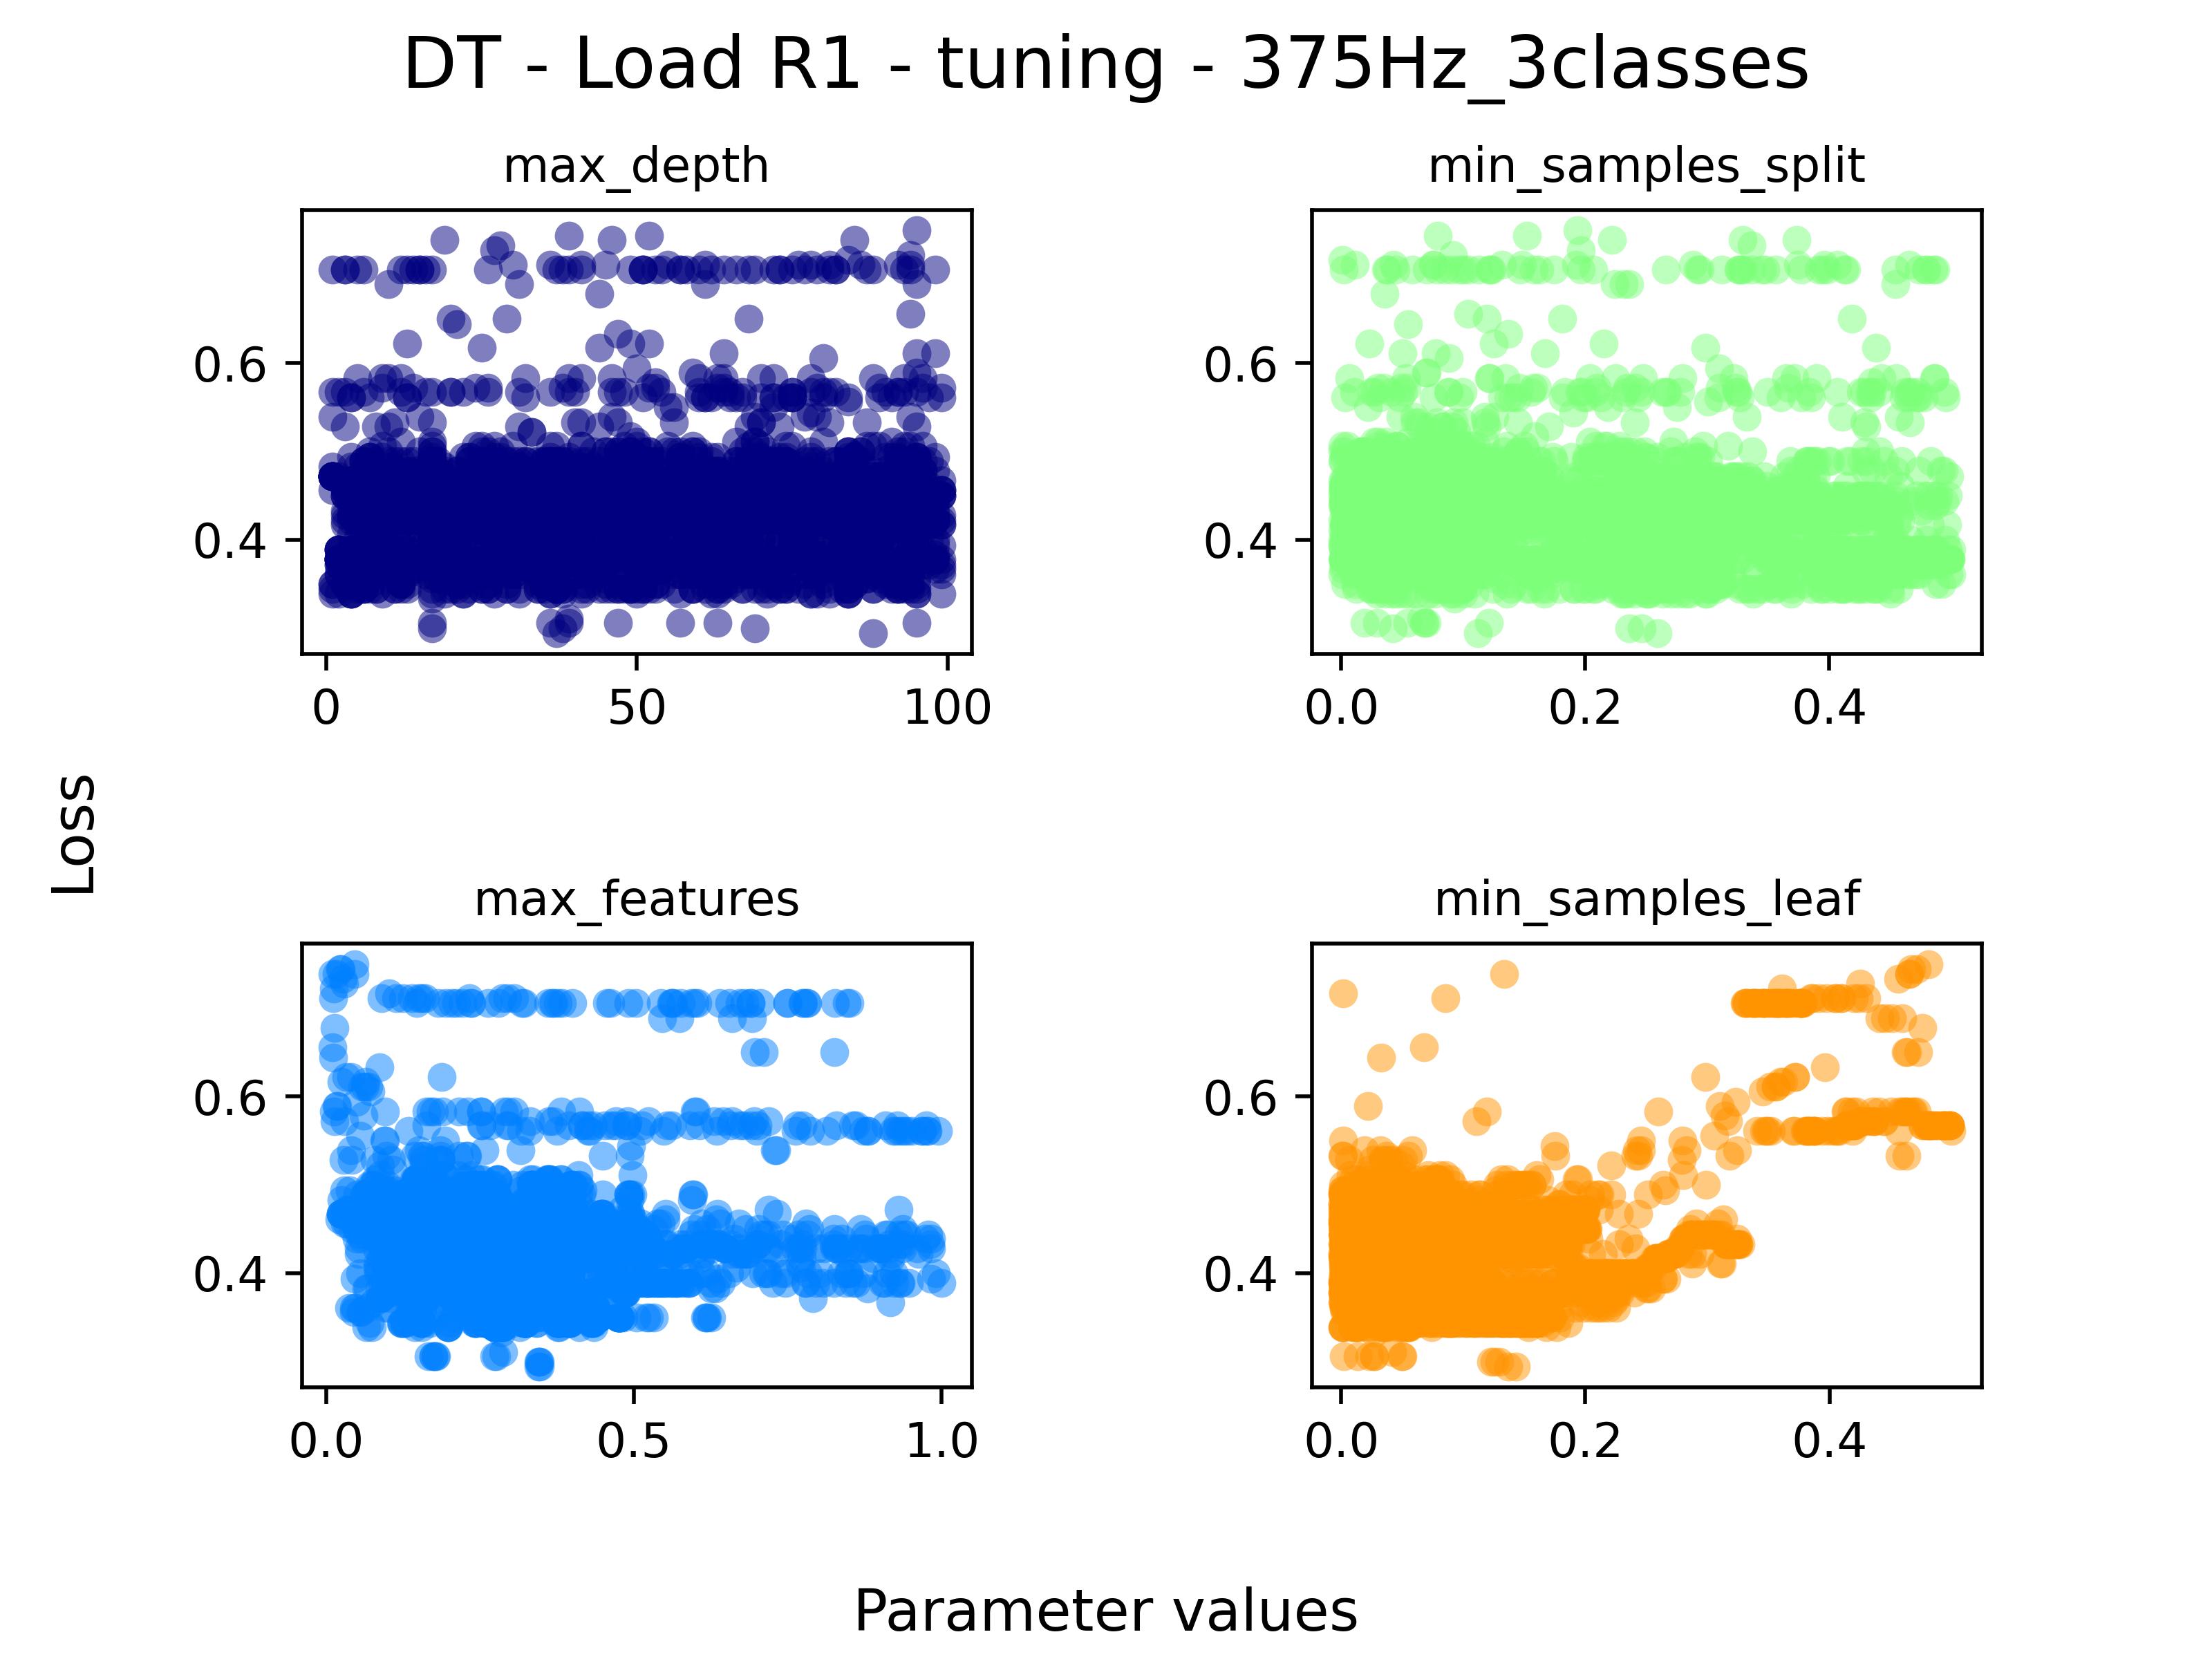 DT - Load R1 - tuning - 375Hz_3classes
max_depth
min_samples_split
0.6
0.4
0 50 100
0.6
0.4
0.0 0.2 0.4
Loss
max_features
min_samples_leaf
0.6
0.4
0.0 0.5 1.0
0.6
0.4
0.0 0.2 0.4
Parameter values